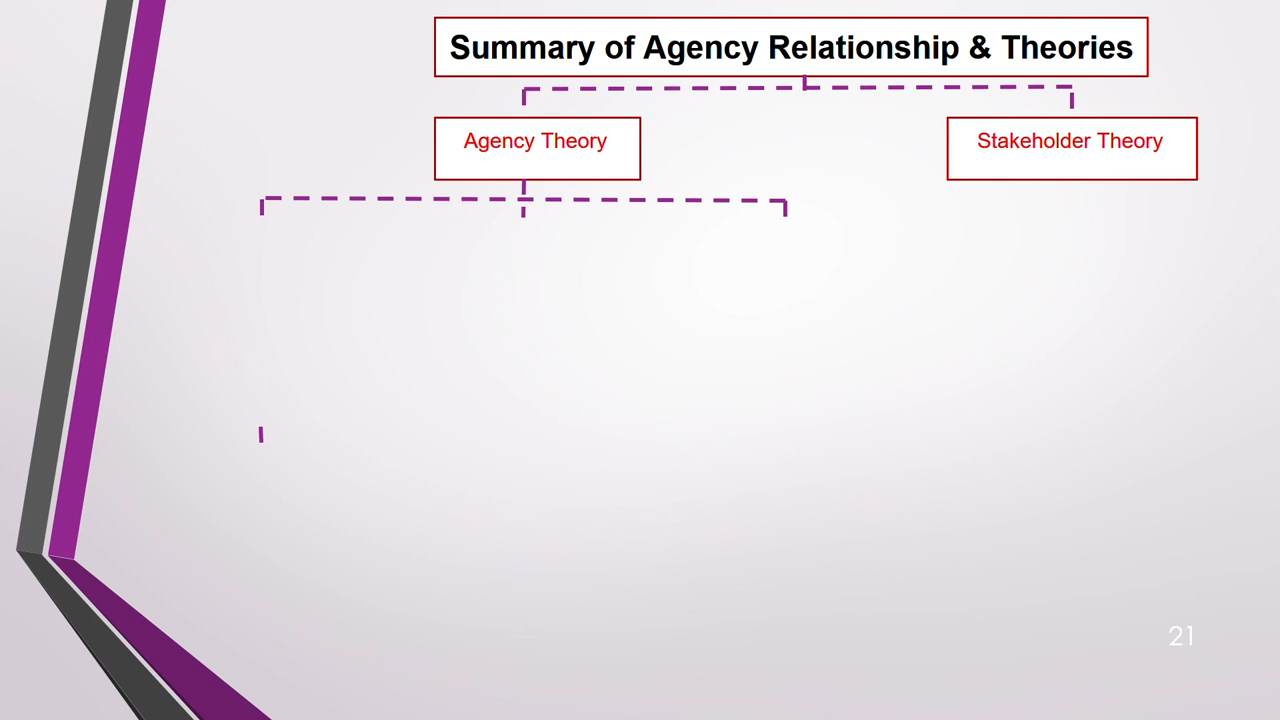 Summary of Agency Relationship & Theories
Agency Theory
Stakeholder Theory
21